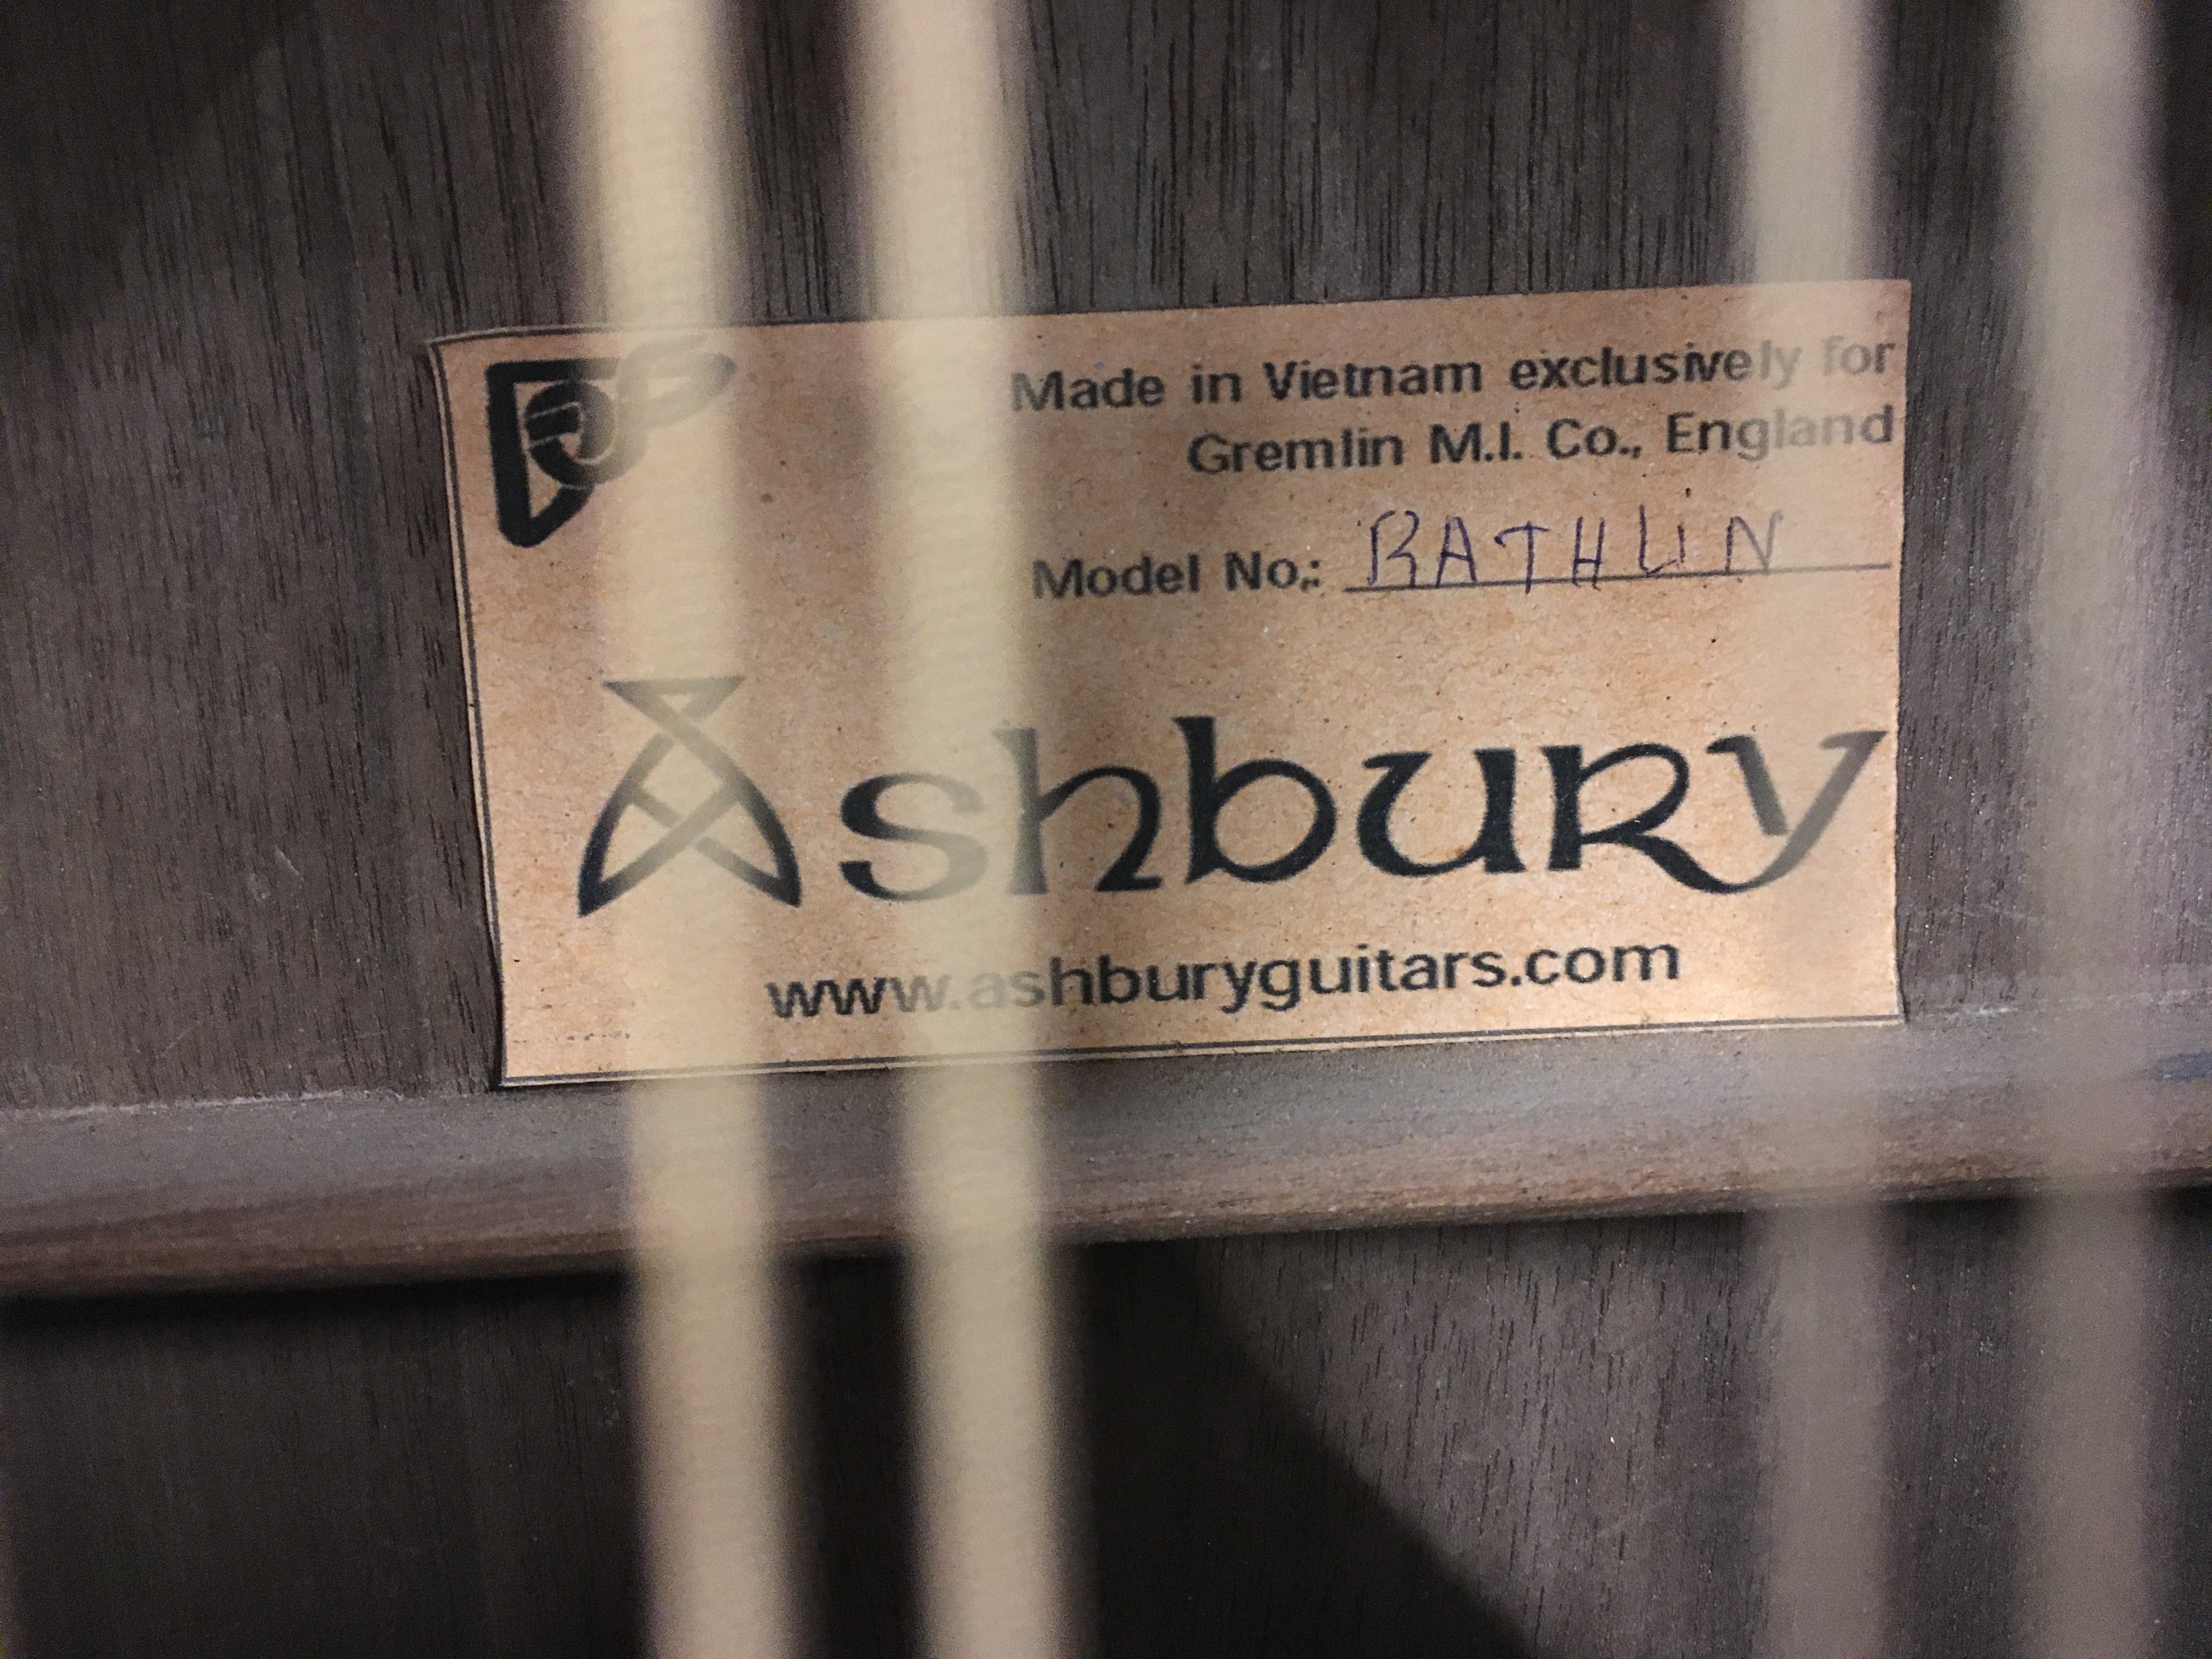 Made in Vietnam exclusively for
Gremlin M.I. Co., England
Model No.: RATHLIN
Ashbury
www.ashburyguitars.com